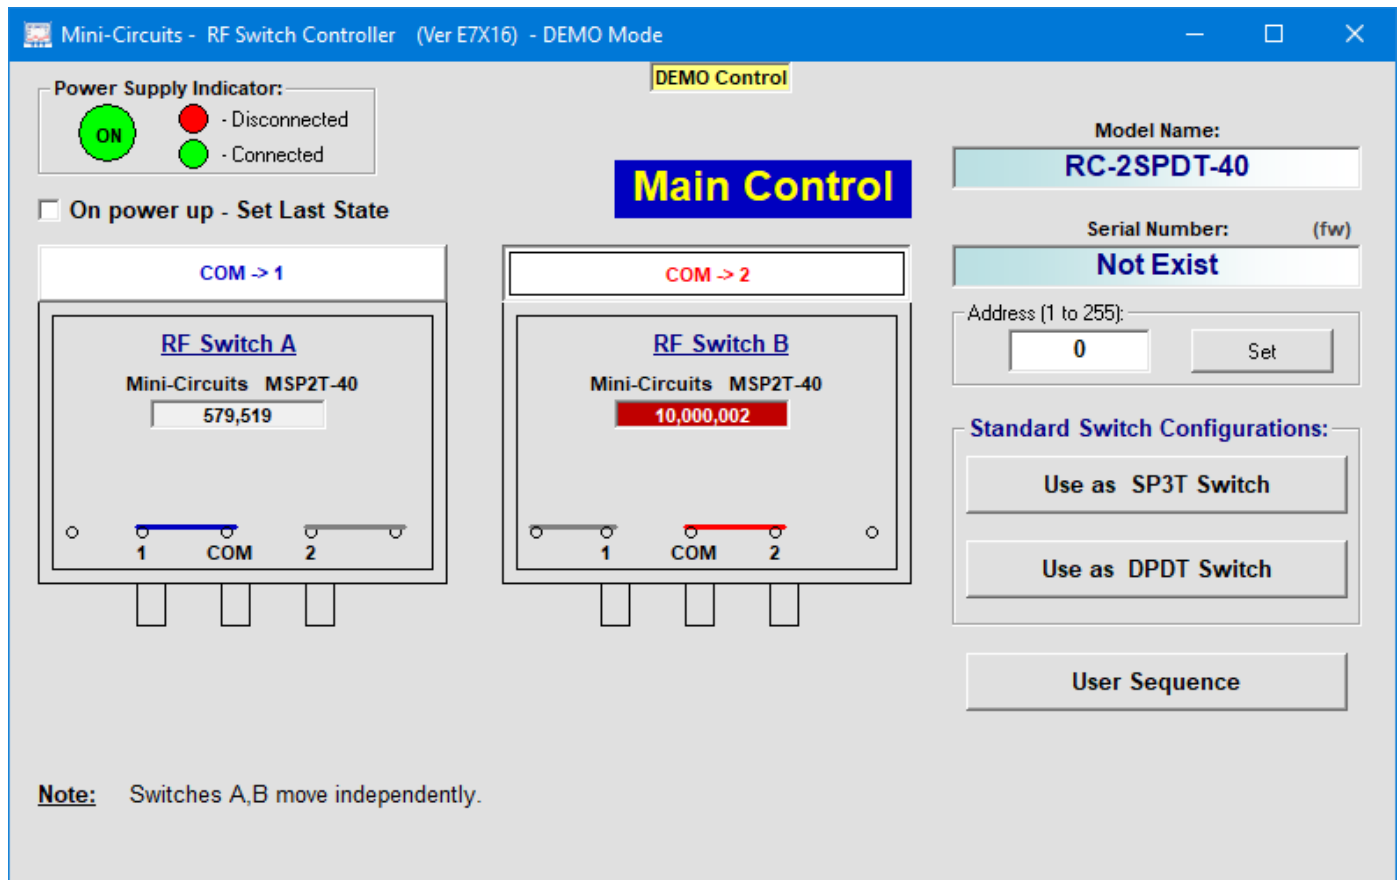 Mini-Circuits - RF Switch Controller (Ver E7X16) - DEMO Mode
DEMO Control
Power Supply Indicator:
ON
- Disconnected
- Connected
On power up - Set Last State
Main Control
Model Name:
RC-2SPDT-40
Serial Number: (fw)
Not Exist
Address (1 to 255):
0 Set
COM -> 1
RF Switch A
Mini-Circuits MSP2T-40
579,519
1 COM 2
COM -> 2
RF Switch B
Mini-Circuits MSP2T-40
10,000,002
1 COM 2
Standard Switch Configurations:
Use as SP3T Switch
Use as DPDT Switch
User Sequence
Note: Switches A,B move independently.